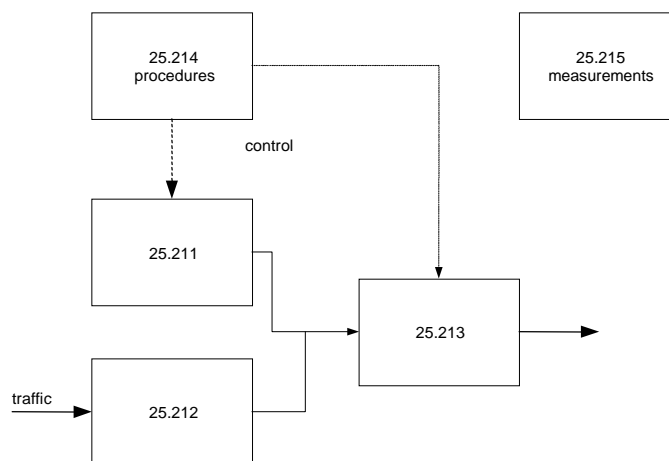 25.214
procedures
25.215
measurements
control
25.211
25.213
traffic
25.212